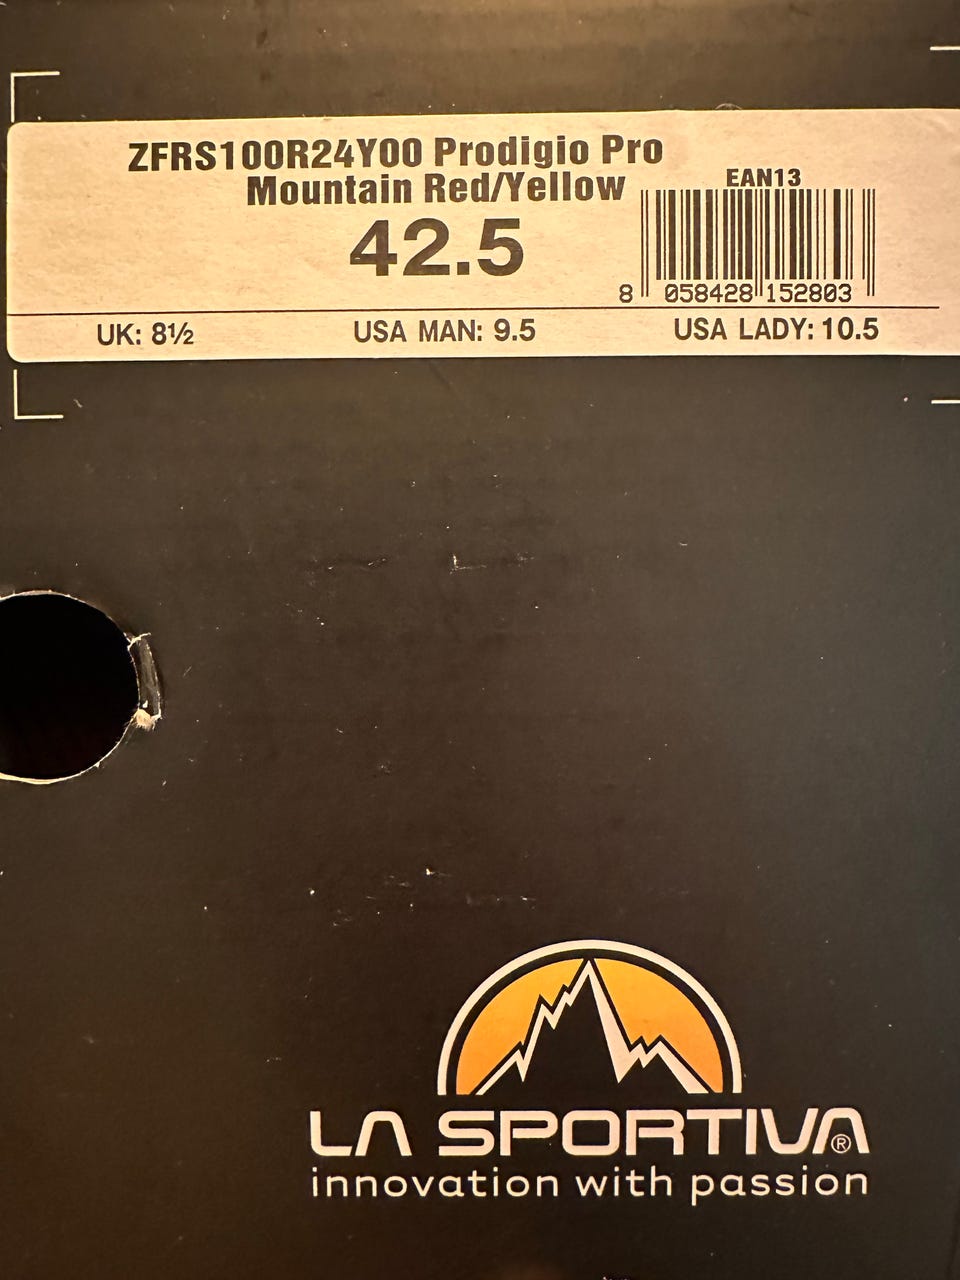 ZFRS100R24Y00 Prodigio Pro
Mountain Red/Yellow
42.5
EAN13
8 058428 152803
UK: 8½ USA MAN: 9.5 USA LADY: 10.5
LA SPORTIVA®
innovation with passion